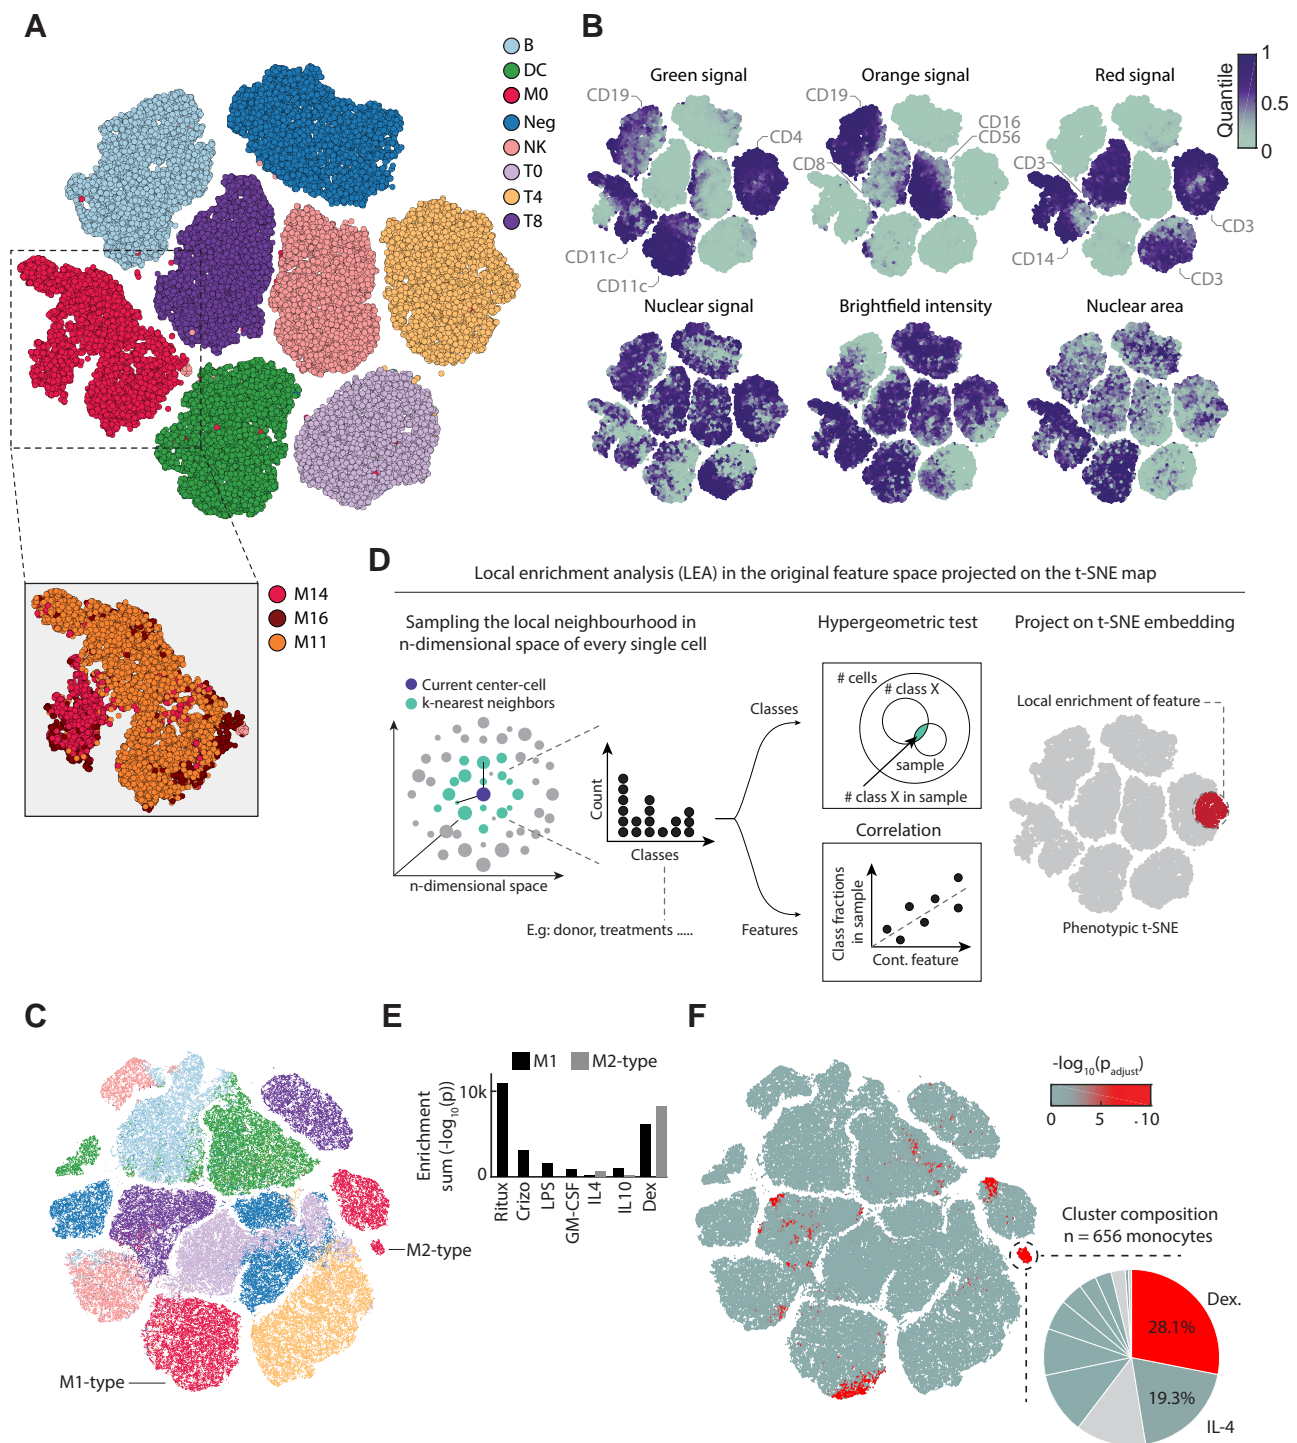 A
B
DC
M0
Neg
NK
T0
T4
T8
M14
M16
M11
B
Green signal
Orange signal
Red signal
Quantile
1
0.5
0
CD19
CD4
CD11c
CD11c
CD19
CD16
CD56
CD8
CD3
CD14
CD3
CD3
Nuclear signal
Brightfield intensity
Nuclear area
D
Local enrichment analysis (LEA) in the original feature space projected on the t-SNE map
Sampling the local neighbourhood in
n-dimensional space of every single cell
Current center-cell
k-nearest neighbors
n-dimensional space
Count
Classes
E.g: donor, treatments .....
Classes
Features
Hypergeometric test
# cells
# class X
sample
# class X in sample
Correlation
Class fractions
in sample
Cont. feature
Project on t-SNE embedding
Local enrichment of feature
Phenotypic t-SNE
C
M2-type
M1-type
E
M1
M2-type
Enrichment
sum (-log10(p))
10k
0
Ritux
Crizo
LPS
GM-CSF
IL4
IL10
Dex
F
-log10(padjust)
0
5
10
Cluster composition
n = 656 monocytes
Dex.
28.1%
19.3%
IL-4